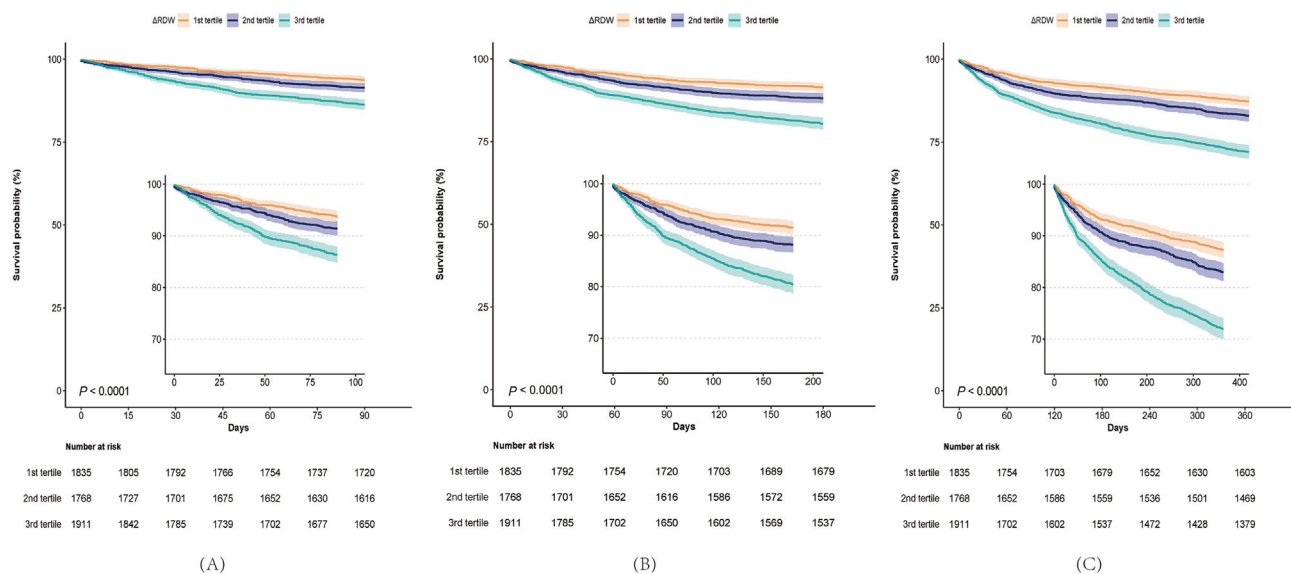 ΔRDW 1st tertile 2nd tertile 3rd tertile
Survival probability (%)
100
75
50
25
0
100
90
80
70
0 25 50 75 100
P < 0.0001
0 15 30 45 60 75 90
Days
Number at risk
1st tertile 1835 1805 1792 1766 1754 1737 1720
2nd tertile 1768 1727 1701 1675 1652 1630 1616
3rd tertile 1911 1842 1785 1739 1702 1677 1650
(A)
ΔRDW 1st tertile 2nd tertile 3rd tertile
Survival probability (%)
100
75
50
25
0
100
90
80
70
0 50 100 150 200
P < 0.0001
0 30 60 90 120 150 180
Days
Number at risk
1st tertile 1835 1792 1754 1720 1703 1689 1679
2nd tertile 1768 1701 1652 1616 1586 1572 1559
3rd tertile 1911 1785 1702 1650 1602 1569 1537
(B)
ΔRDW 1st tertile 2nd tertile 3rd tertile
Survival probability (%)
100
75
50
25
0
100
90
80
70
0 100 200 300 400
P < 0.0001
0 60 120 180 240 300 360
Days
Number at risk
1st tertile 1835 1754 1703 1679 1652 1630 1603
2nd tertile 1768 1652 1586 1559 1536 1501 1469
3rd tertile 1911 1702 1602 1537 1472 1428 1379
(C)